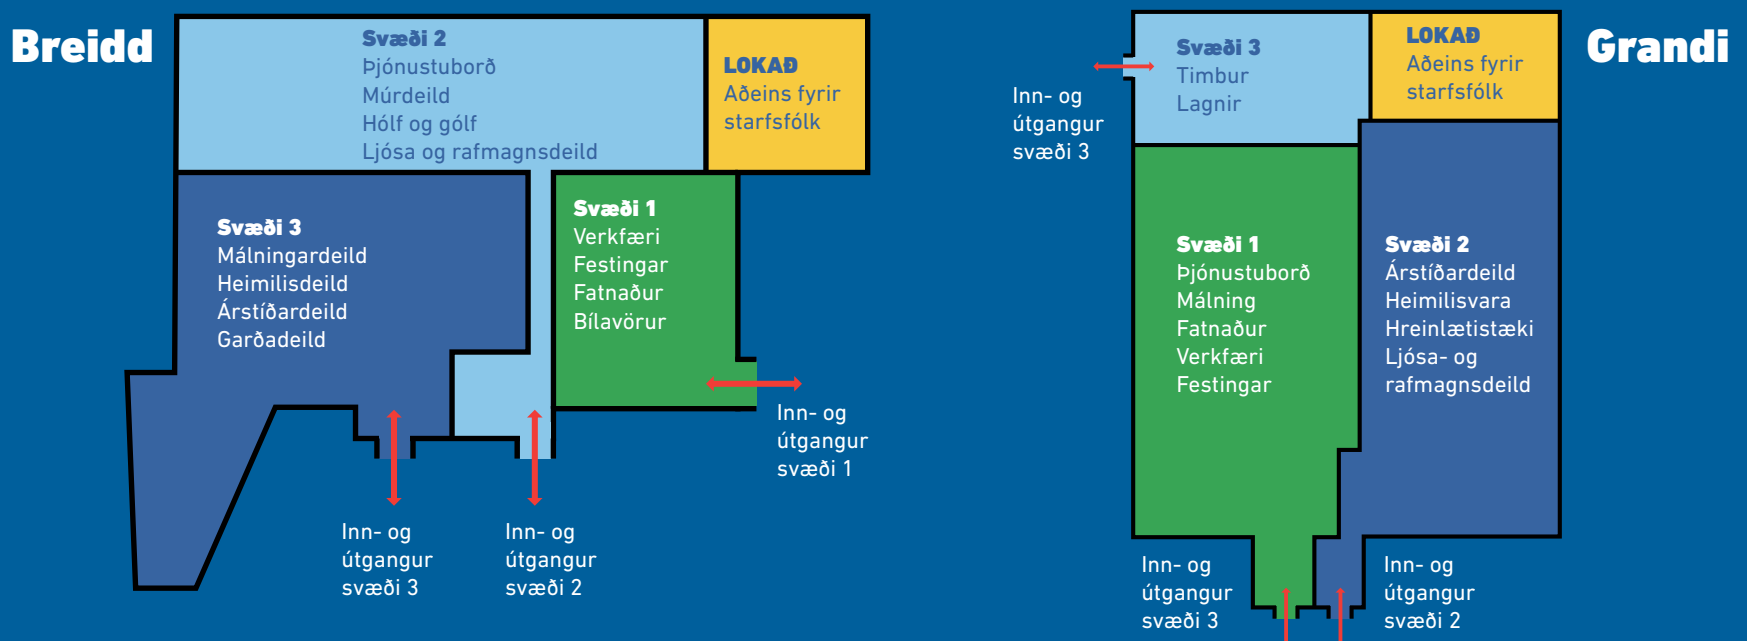 Breidd
Svæði 2
Þjónustuborð
Múrdeild
Hólf og gólf
Ljósa og rafmagnsdeild
LOKAÐ
Aðeins fyrir
starfsfólk
Svæði 3
Málningardeild
Heimilisdeild
Árstíðardeild
Garðadeild
Svæði 1
Verkfæri
Festingar
Fatnaður
Bílavörur
Inn- og
útgangur
svæði 1
Inn- og
útgangur
svæði 3
Inn- og
útgangur
svæði 2
Grandi
Svæði 3
Timbur
Lagnir
LOKAÐ
Aðeins fyrir
starfsfólk
Inn- og
útgangur
svæði 3
Svæði 1
Þjónustuborð
Málning
Fatnaður
Verkfæri
Festingar
Svæði 2
Árstíðardeild
Heimilisvara
Hreinlætistæki
Ljósa- og
rafmagnsdeild
Inn- og
útgangur
svæði 3
Inn- og
útgangur
svæði 2